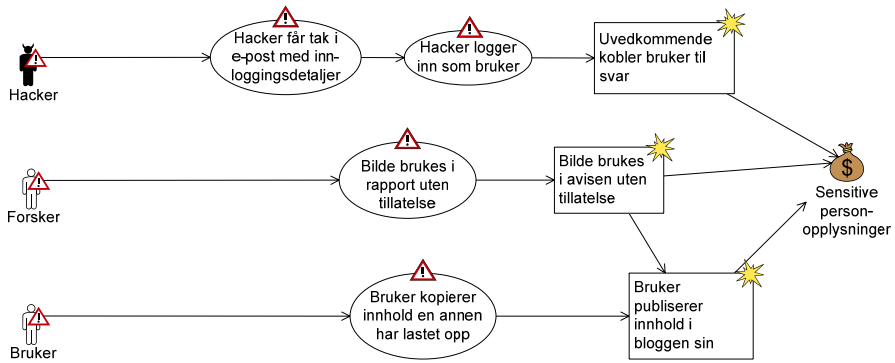 Hacker
Hacker får tak i
e-post med inn-
loggingsdetaljer
Hacker logger
inn som bruker
Uvedkommende
kobler bruker til
svar
Forsker
Bilde brukes i
rapport uten
tillatelse
Bilde brukes
i avisen uten
tillatelse
$
Sensitive
person-
opplysninger
Bruker
Bruker kopierer
innhold en annen
har lastet opp
Bruker
publiserer
innhold i
bloggen sin